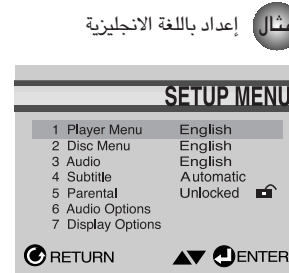 مثال إعداد باللغة الانجليزية
SETUP MENU
1 Player Menu English
2 Disc Menu English
3 Audio English
4 Subtitle Automatic
5 Parental Unlocked
6 Audio Options
7 Display Options
RETURN ENTER